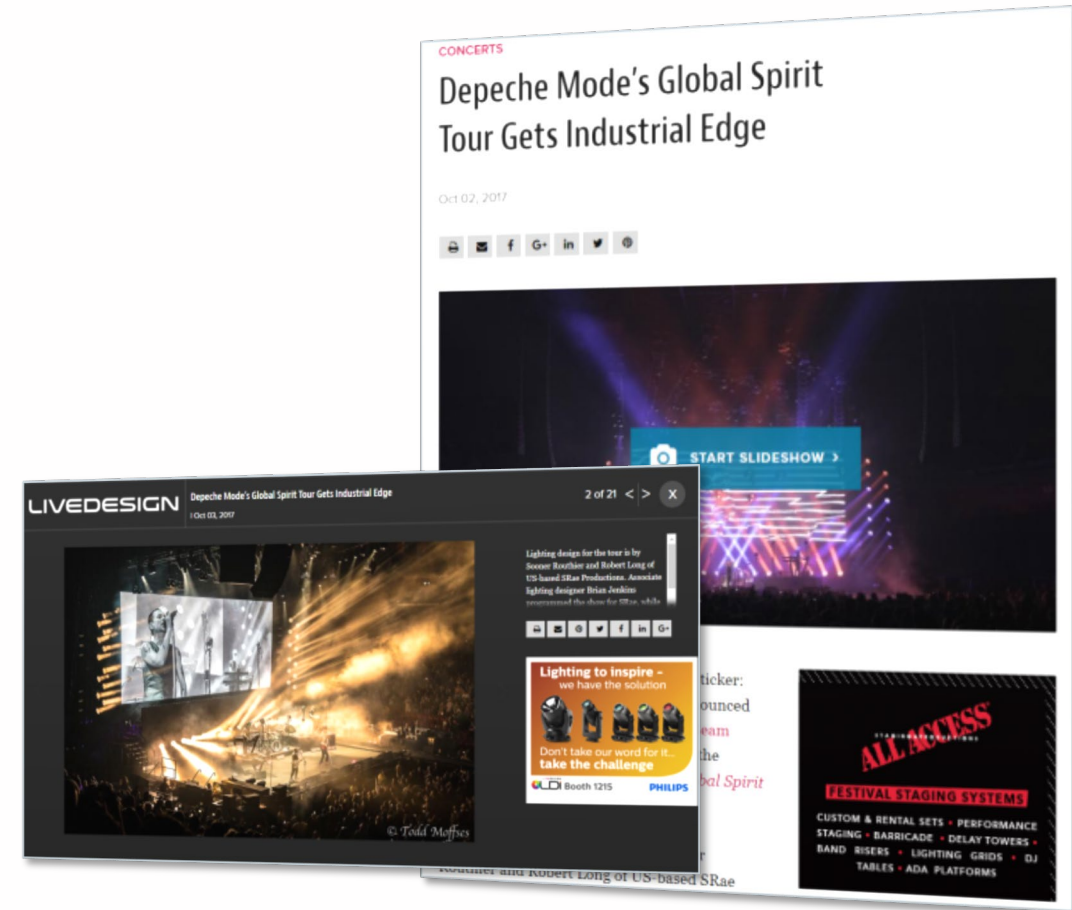 CONCERTS
Depeche Mode's Global Spirit
Tour Gets Industrial Edge
Oct 02, 2017
G+ in
START SLIDESHOW >
LIVEDESIGN
Depeche Mode's Global Spirit Tour Gets Industrial Edge
| Oct 03, 2017
2 of 21 < > X
Lighting design for the tour is by
Sooner Routhier and Robert Long of
US-based SRae Productions. Associate
lighting designer Brian Jenkins
programmed the show for SRae, while
f in G+
Lighting to inspire –
we have the solution
Don't take our word for it...
take the challenge
LDI Booth 1215
PHILIPS
© Todd Moffses
ticker:
ounced
eam
the
bal Spirit
r
Routhier and Robert Long of US-based SRae
ALL ACCESS
STAGING & PRODUCTIONS
FESTIVAL STAGING SYSTEMS
CUSTOM & RENTAL SETS • PERFORMANCE
STAGING • BARRICADE • DELAY TOWERS •
BAND RISERS • LIGHTING GRIDS • DJ
TABLES • ADA PLATFORMS